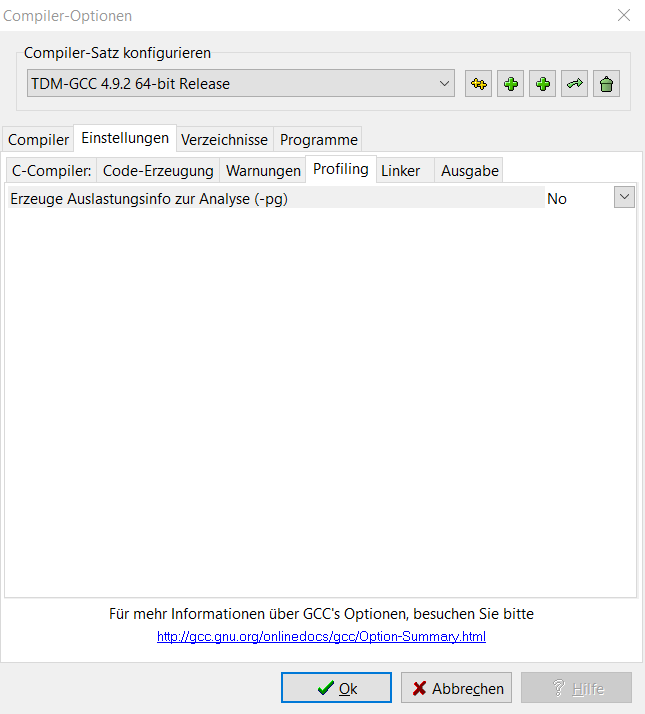 Compiler-Optionen
Compiler-Satz konfigurieren
TDM-GCC 4.9.2 64-bit Release
Compiler Einstellungen Verzeichnisse Programme
C-Compiler: Code-Erzeugung Warnungen Profiling Linker Ausgabe
Erzeuge Auslastungsinfo zur Analyse (-pg) No
Für mehr Informationen über GCC's Optionen, besuchen Sie bitte
http://gcc.gnu.org/onlinedocs/gcc/Option-Summary.html
Ok Abbrechen Hilfe